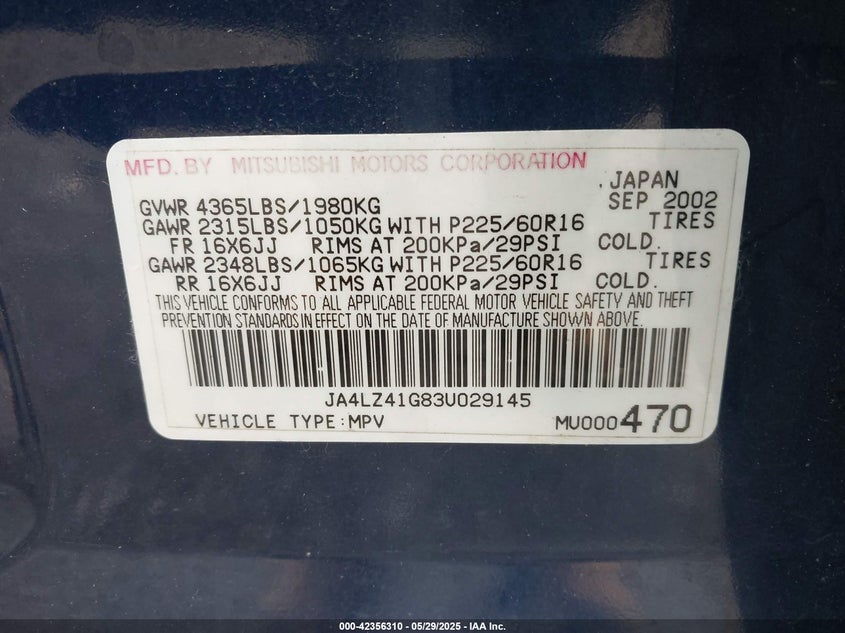 MFD. BY MITSUBISHI MOTORS CORPORATION
.JAPAN
GVWR 4365LBS/1980KG SEP 2002
GAWR 2315LBS/1050KG WITH P225/60R16 TIRES
FR 16X6JJ RIMS AT 200KPa/29PSI COLD.
GAWR 2348LBS/1065KG WITH P225/60R16 TIRES
RR 16X6JJ RIMS AT 200KPa/29PSI COLD.
THIS VEHICLE CONFORMS TO ALL APPLICABLE FEDERAL MOTOR VEHICLE SAFETY AND THEFT
PREVENTION STANDARDS IN EFFECT ON THE DATE OF MANUFACTURE SHOWN ABOVE.
JA4LZ41G83U029145
VEHICLE TYPE:MPV MU000470
000-42356310 - 05/29/2025 - IAA Inc.